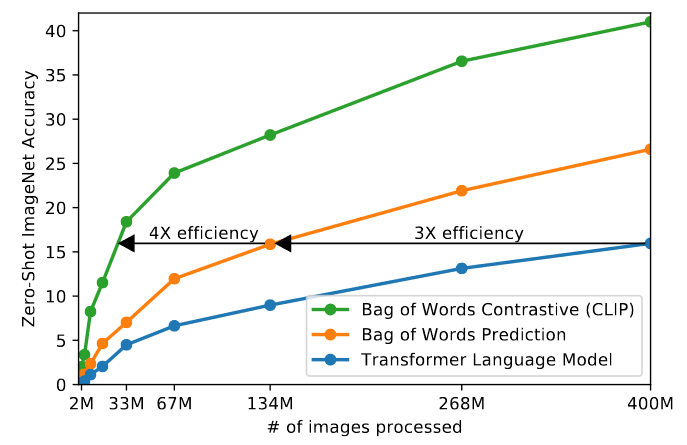 Zero-Shot ImageNet Accuracy
40
35
30
25
20
15
10
5
0
4X efficiency
3X efficiency
Bag of Words Contrastive (CLIP)
Bag of Words Prediction
Transformer Language Model
2M 33M 67M 134M 268M 400M
# of images processed